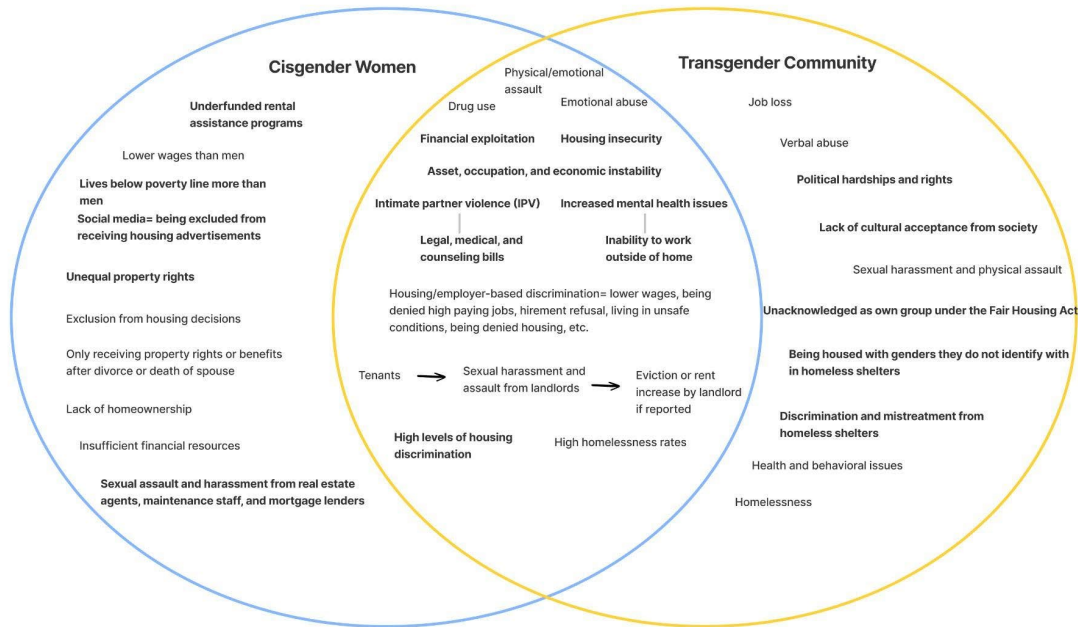 Cisgender Women
Underfunded rental
assistance programs
Lower wages than men
Lives below poverty line more than
men
Social media= being excluded from
receiving housing advertisements
Unequal property rights
Exclusion from housing decisions
Only receiving property rights or benefits
after divorce or death of spouse
Lack of homeownership
Insufficient financial resources
Sexual assault and harassment from real estate
agents, maintenance staff, and mortgage lenders
Physical/emotional
assault
Drug use
Emotional abuse
Financial exploitation
Housing insecurity
Asset, occupation, and economic instability
Intimate partner violence (IPV)
Increased mental health issues
Legal, medical, and
counseling bills
Inability to work
outside of home
Housing/employer-based discrimination= lower wages, being
denied high paying jobs, hirement refusal, living in unsafe
conditions, being denied housing, etc.
Tenants
Sexual harassment and
assault from landlords
Eviction or rent
increase by landlord
if reported
High levels of housing
discrimination
High homelessness rates
Transgender Community
Job loss
Verbal abuse
Political hardships and rights
Lack of cultural acceptance from society
Sexual harassment and physical assault
Unacknowledged as own group under the Fair Housing Act
Being housed with genders they do not identify with
in homeless shelters
Discrimination and mistreatment from
homeless shelters
Health and behavioral issues
Homelessness